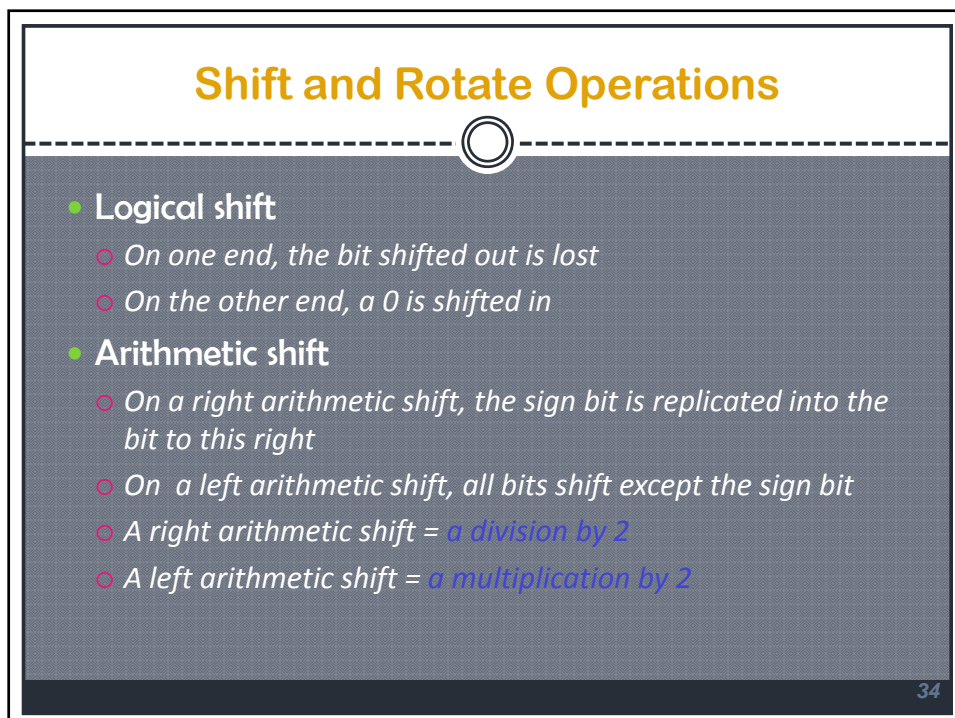 Shift and Rotate Operations
Logical shift
On one end, the bit shifted out is lost
On the other end, a 0 is shifted in
Arithmetic shift
On a right arithmetic shift, the sign bit is replicated into the
bit to this right
On a left arithmetic shift, all bits shift except the sign bit
A right arithmetic shift = a division by 2
A left arithmetic shift = a multiplication by 2
34